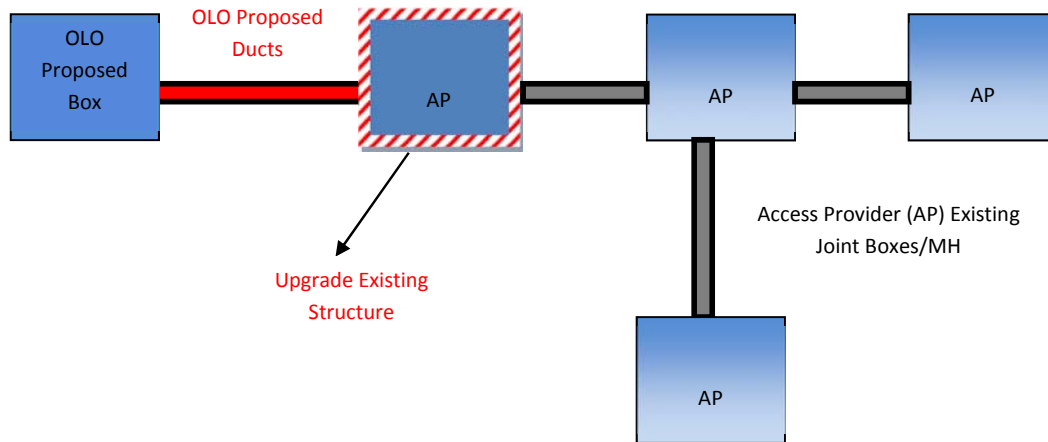 OLO
Proposed
Box
OLO Proposed
Ducts
AP
AP
AP
Access Provider (AP) Existing
Joint Boxes/MH
Upgrade Existing
Structure
AP